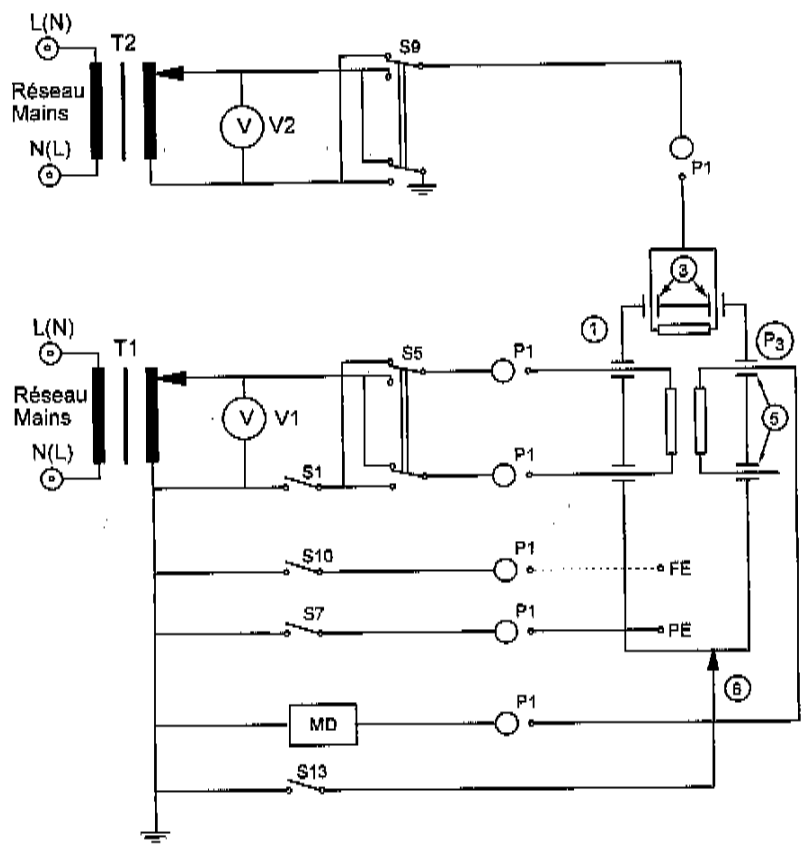 L(N)
T2
S9
Réseau
Mains
V
V2
N(L)
P1
3
1
P3
L(N)
T1
S5
P1
Réseau
Mains
V
V1
5
N(L)
S1
P1
S10
P1
FE
S7
P1
PE
6
MD
P1
S13